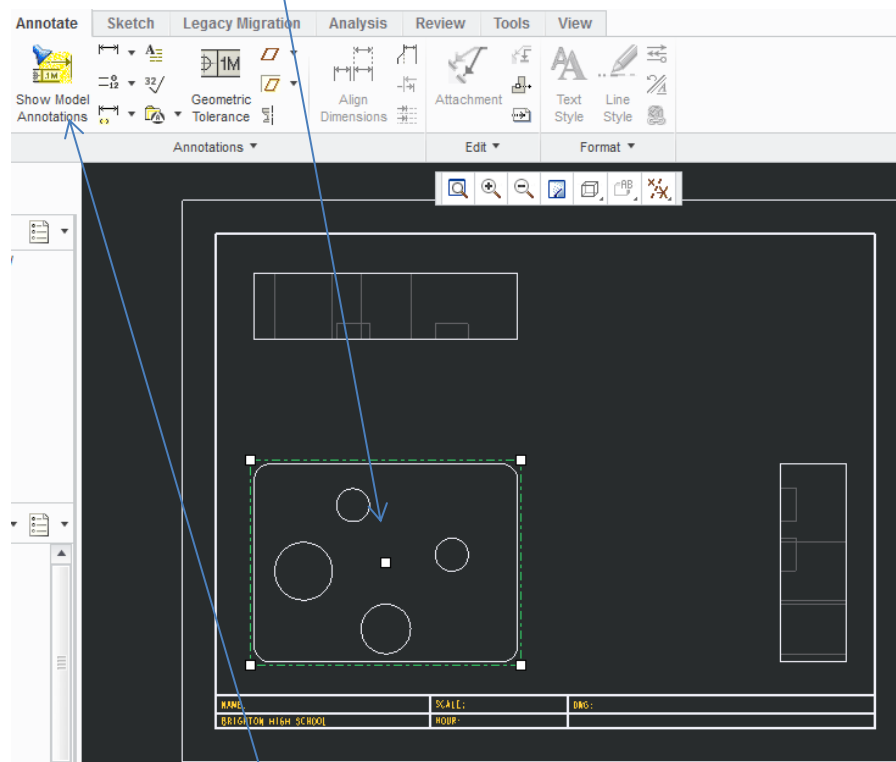 Annotate Sketch Legacy Migration Analysis Review Tools View
Show Model Annotations
Geometric Tolerance
Align Dimensions
Attachment
Text Style
Line Style
Annotations Edit Format
NAME: SCALE: DWG:
BRIGHTON HIGH SCHOOL HOUR: